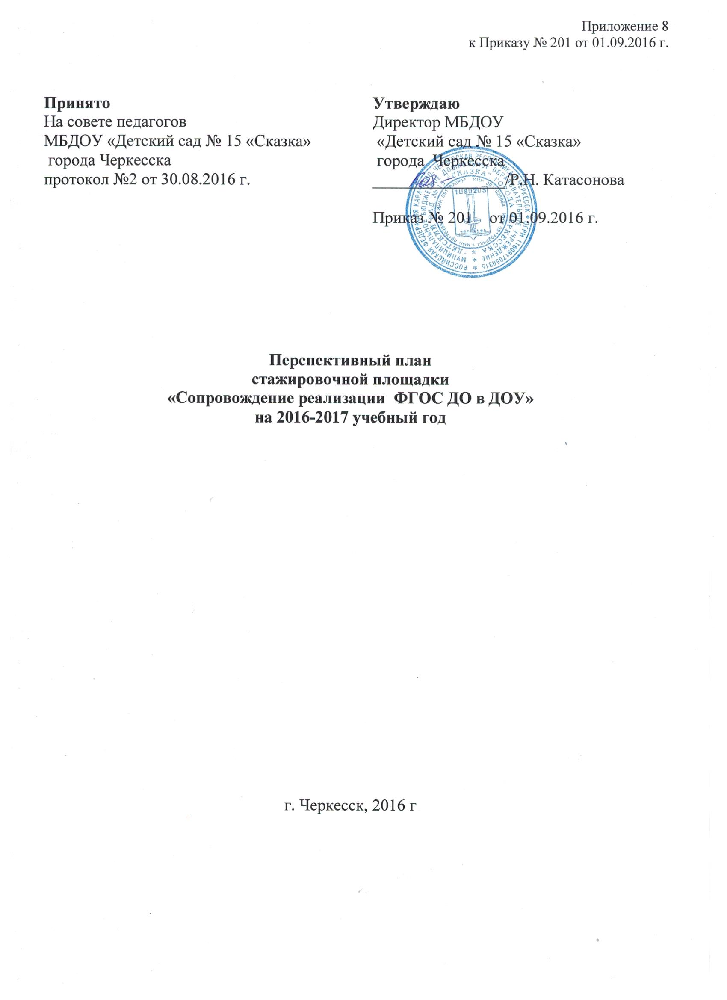 Приложение 8
к Приказу № 201 от 01.09.2016 г.
Принято
На совете педагогов
МБДОУ «Детский сад № 15 «Сказка»
города Черкесска
протокол №2 от 30.08.2016 г.
Утверждаю
Директор МБДОУ
«Детский сад № 15 «Сказка»
города Черкесска
/Р.Н. Катасонова
Приказ № 201 от 01.09.2016 г.
Перспективный план
стажировочной площадки
«Сопровождение реализации ФГОС ДО в ДОУ»
на 2016-2017 учебный год
г. Черкесск, 2016 г